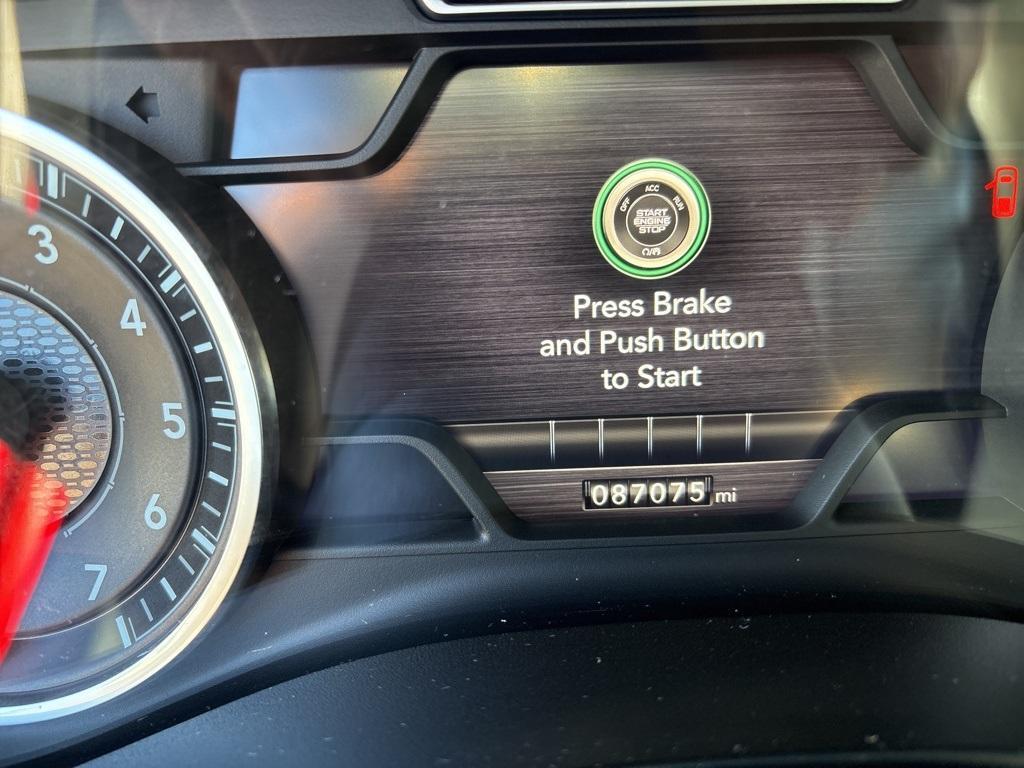 OFF ACC RUN
START
ENGINE
STOP
Press Brake
and Push Button
to Start
3
4
5
6
7
087075 mi